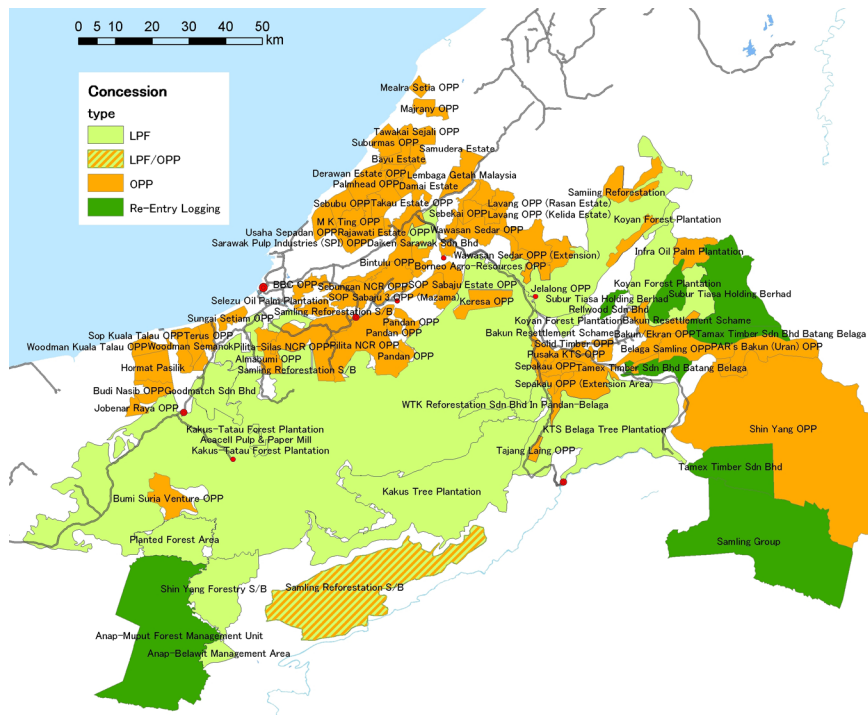 0 5 10 20 30 40 50
km
Concession
type
LPF
LPF/OPP
OPP
Re-Entry Logging
Mealra Setia OPP
Majrany OPP
Tawakai Sejali OPP
Suburmas OPP
Samudera Estate
Bayu Estate
Derawan Estate OPP
Lembaga Getah Malaysia
Palmhead OPP
Damai Estate
Samiing Reforestation
Sebubu OPP
Takau Estate OPP
Lavang OPP (Rasan Estate)
Sebekai OPP
Lavang OPP (Kelida Estate)
Koyan Forest Plantation
M K Ting OPP
Usaha Sepadan OPP
Rajawati Estate OPP
Wawasan Sedar OPP
Sarawak Pulp Industries (SPI) OPP
Daiken Sarawak Sdn Bhd
Wawasan Sedar OPP (Extension)
Infra Oil Palm Plantation
Bintulu OPP
Borneo Agro-Resources OPP
BBC OPP
Sebungan NCR OPP
SOP Sabaju Estate OPP
Jelalong OPP
Koyan Forest Plantation
Selezu Oil Palm Plantation
SOP Sabaju 3 OPP (Mazama)
Keresa OPP
Subur Tiasa Holding Berhad
Subur Tiasa Holding Berhad
Samling Reforestation S/B
Rellwood Sdn Bhd
Sungai Setiam OPP
Pandan OPP
Koyan Forest Plantation
Bakun Resettlement Scheme
Sop Kuala Talau OPP
Terus OPP
Pandan OPP
Bakun Resettlement Scheme
Bakun/Ekran OPP
Tamax Timber Sdn Bhd Batang Belaga
Woodman Kuala Talau OPP
Woodman Semanok
Pilita-Silas NCR OPP
Pilita NCR OPP
Solid Timber OPP
Belaga Samling OPP
PAR's Bakun (Uran) OPP
Almabumi OPP
Pandan OPP
Pusaka KTS OPP
Hormat Pasilik
Samling Reforestation S/B
Sepakau OPP
Tamex Timber Sdn Bhd Batang Belaga
Sepakau OPP (Extension Area)
Budi Nasib OPP
Goodmatch Sdn Bhd
Jobenar Raya OPP
WTK Reforestation Sdn Bhd In Pandan-Belaga
Kakus-Tatau Forest Plantation
KTS Belaga Tree Plantation
Shin Yang OPP
Acacell Pulp & Paper Mill
Kakus-Tatau Forest Plantation
Tajang Laing OPP
Tamex Timber Sdn Bhd
Kakus Tree Plantation
Bumi Suria Venture OPP
Planted Forest Area
Samling Group
Shin Yang Forestry S/B
Samling Reforestation S/B
Anap-Muput Forest Management Unit
Anap-Belawit Management Area